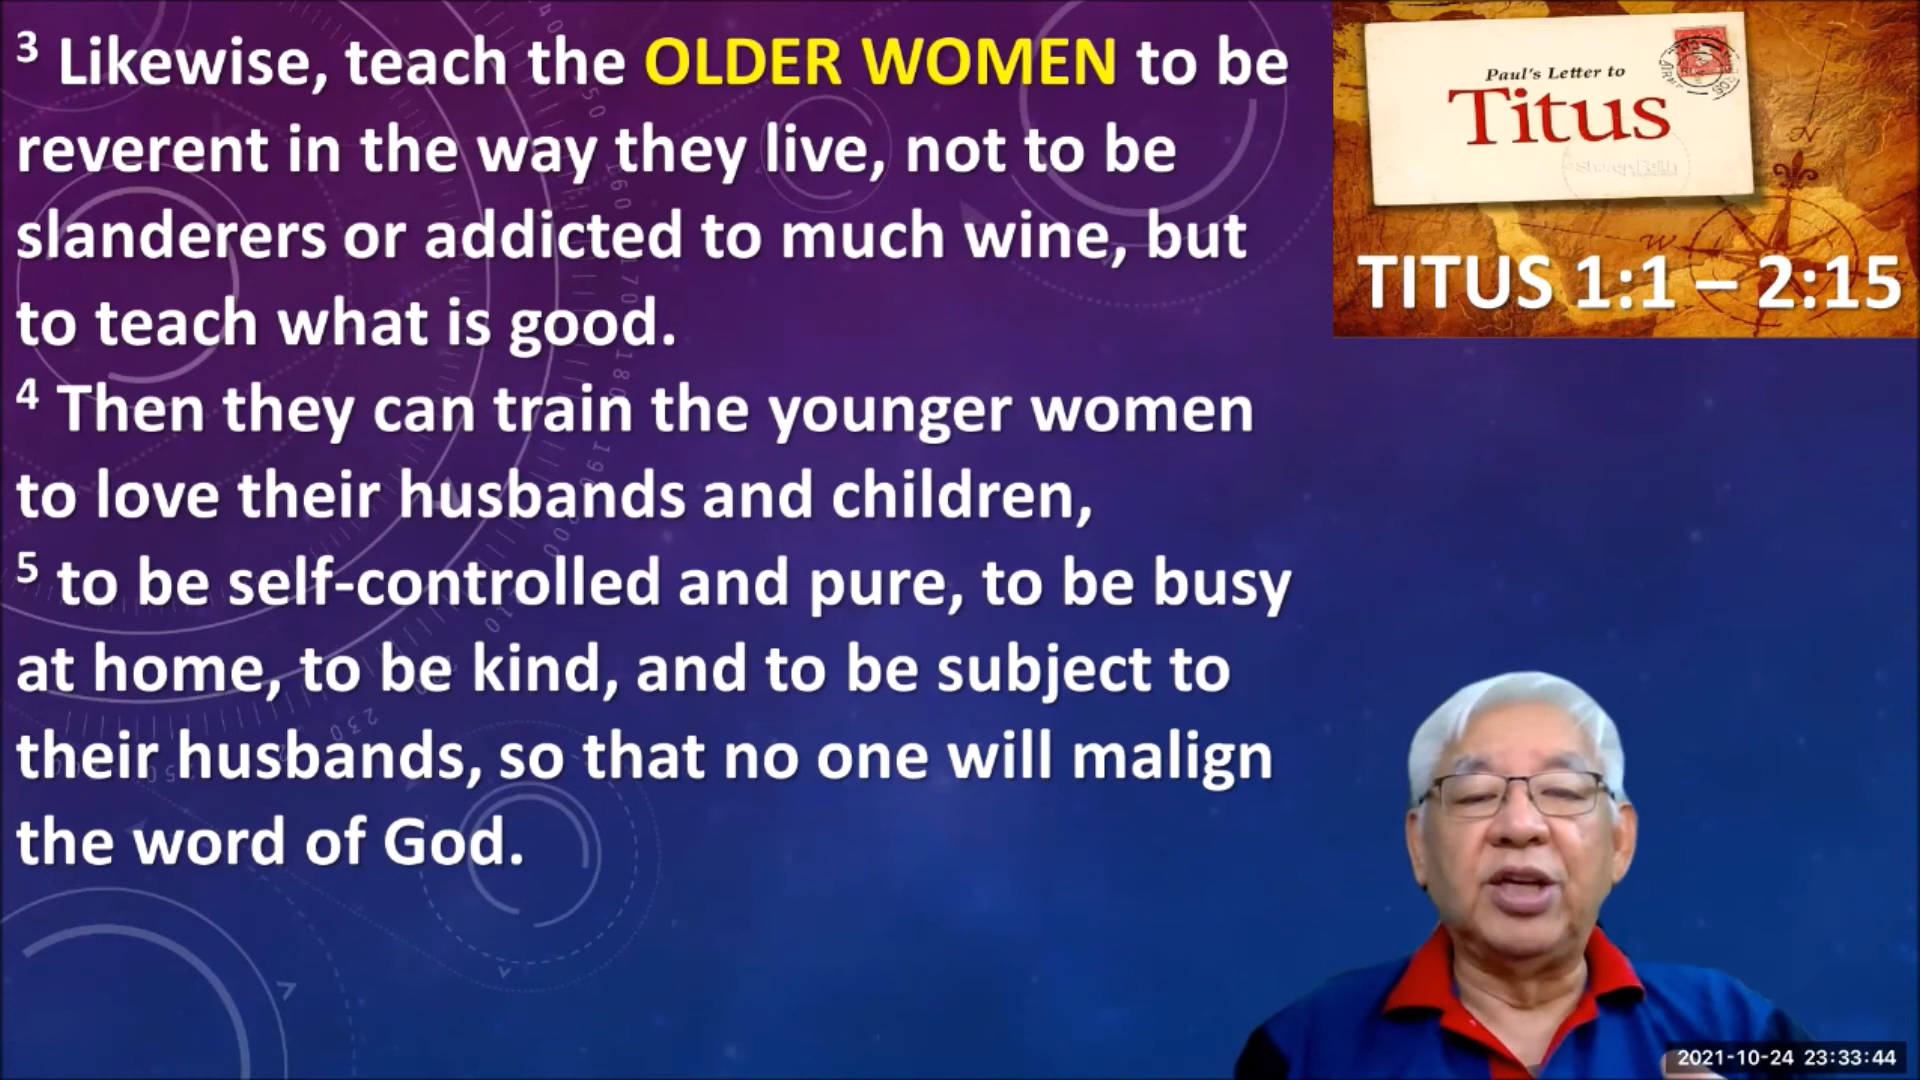 ³ Likewise, teach the OLDER WOMEN to be
reverent in the way they live, not to be
slanderers or addicted to much wine, but
to teach what is good.
⁴ Then they can train the younger women
to love their husbands and children,
⁵ to be self-controlled and pure, to be busy
at home, to be kind, and to be subject to
their husbands, so that no one will malign
the word of God.
Paul's Letter to
Titus
N
W
TITUS 1:1 – 2:15
2021-10-24 23:33:44